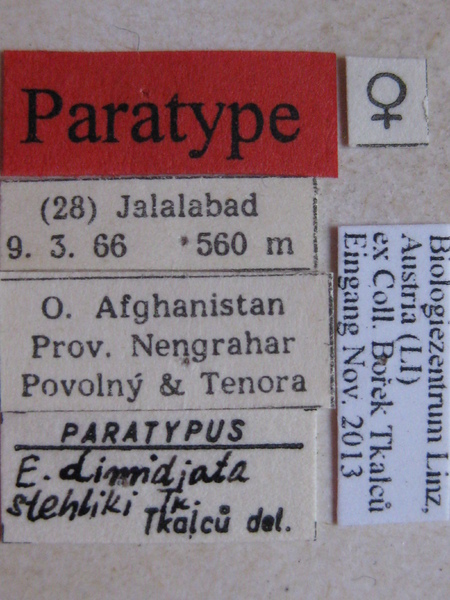 Paratype
♀
(28) Jalalabad
9. 3. 66 560 m
O. Afghanistan
Prov. Nengrahar
Povolný & Tenora
PARATYPUS
E. dimidjata
stehliki Tk.
Tkalců det.
Biologiezentrum Linz,
Austria (LI)
ex Coll. Bořek Tkalců
Eingang Nov. 2013